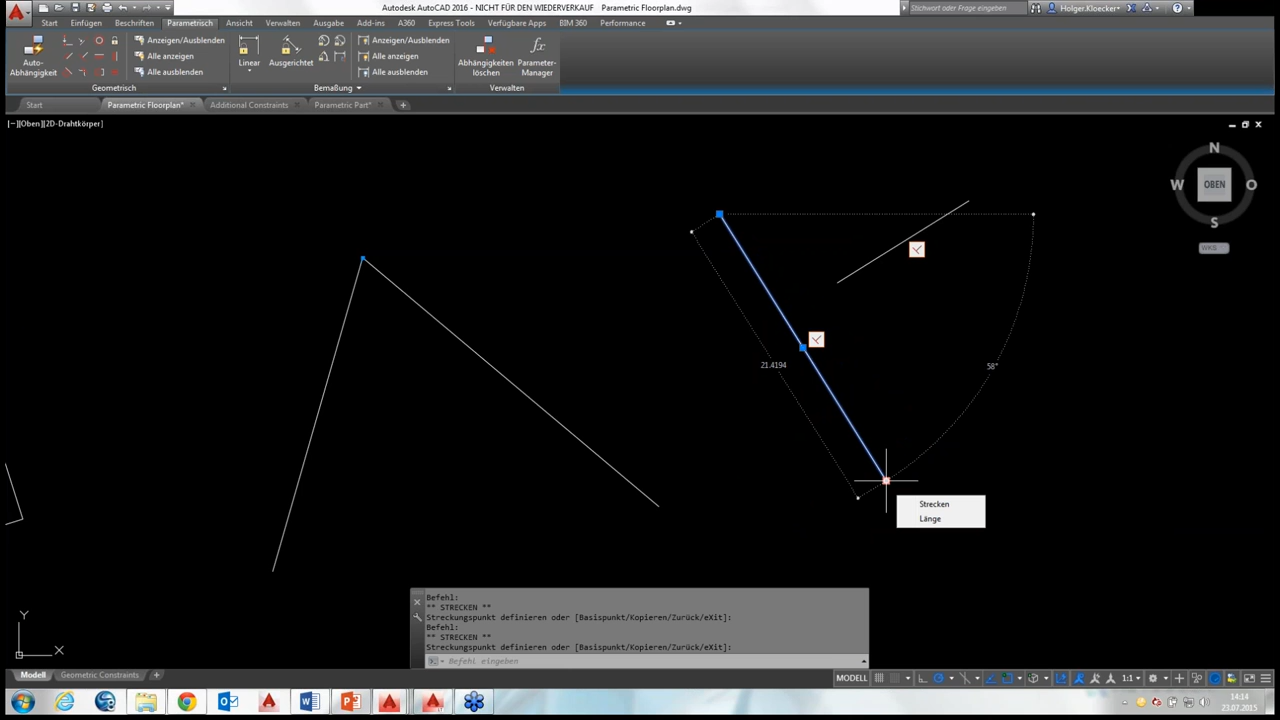 Autodesk AutoCAD 2016 - NICHT FÜR DEN WIEDERVERKAUF Parametric Floorplan.dwg
Stichwort oder Frage eingeben
Holger.Kloecker
Start Einfügen Beschriften Parametrisch Ansicht Verwalten Ausgabe Add-ins A360 Express Tools Verfügbare Apps BIM 360 Performance
Auto-
Abhängigkeit
Anzeigen/Ausblenden
Alle anzeigen
Alle ausblenden
Linear
Ausgerichtet
Anzeigen/Ausblenden
Alle anzeigen
Alle ausblenden
Abhängigkeiten
löschen
fx
Parameter-
Manager
Geometrisch
Bemaßung
Verwalten
Start Parametric Floorplan* Additional Constraints Parametric Part*
[−][Oben][2D-Drahtkörper]
N
W OBEN O
S
WKS
21.4194
58°
Strecken
Länge
Y
X
Befehl:
** STRECKEN **
Streckungspunkt definieren oder [Basispunkt/Kopieren/Zurück/eXit]:
Befehl:
** STRECKEN **
Streckungspunkt definieren oder [Basispunkt/Kopieren/Zurück/eXit]:
Befehl eingeben
Modell Geometric Constraints +
MODELL
1:1
14:14
23.07.2015